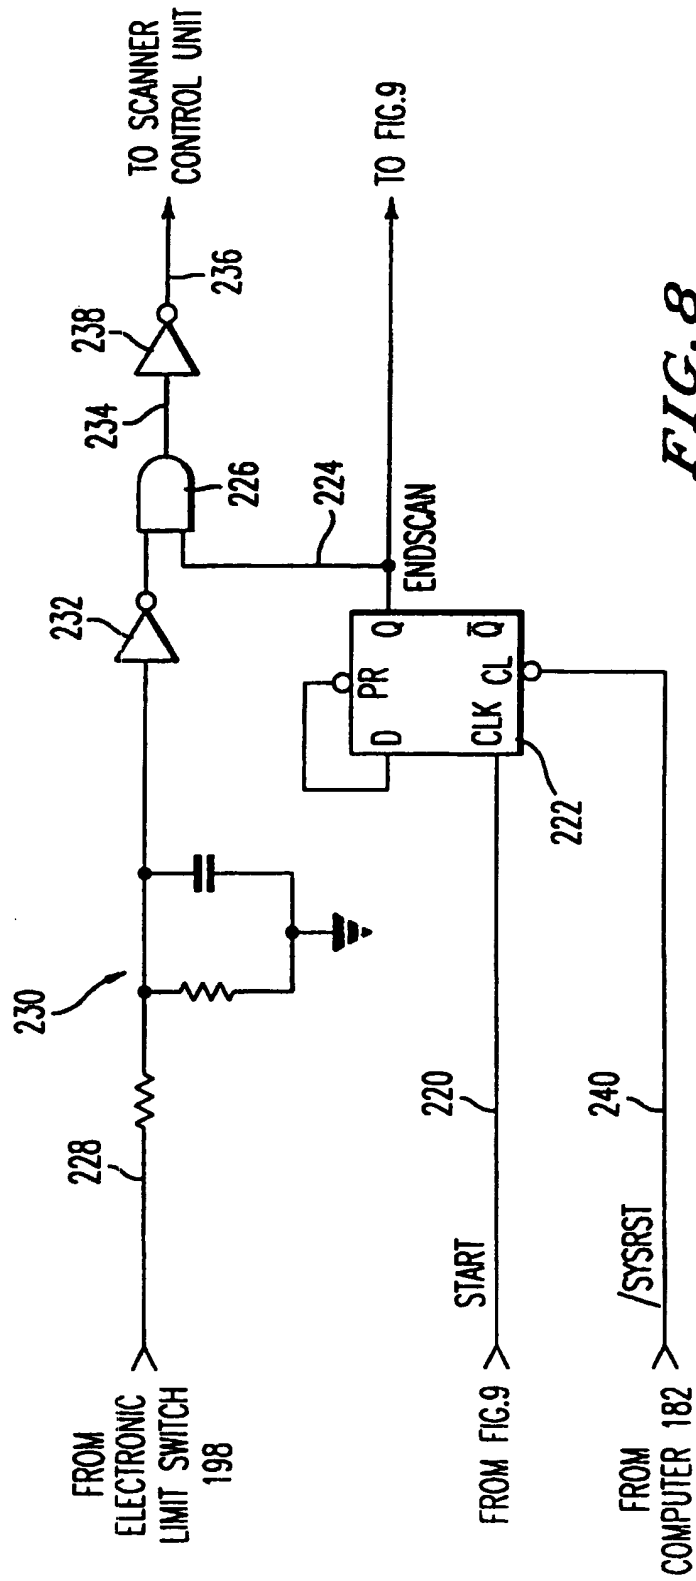 FROM
ELECTRONIC
LIMIT SWITCH
198
228
230
232
226
234
238
236
TO SCANNER
CONTROL UNIT
224
ENDSCAN
TO FIG.9
PR
D
Q
CLK
CL
Q̅
222
FROM FIG.9
START
220
FROM
COMPUTER 182
/SYSRST
240
FIG. 8